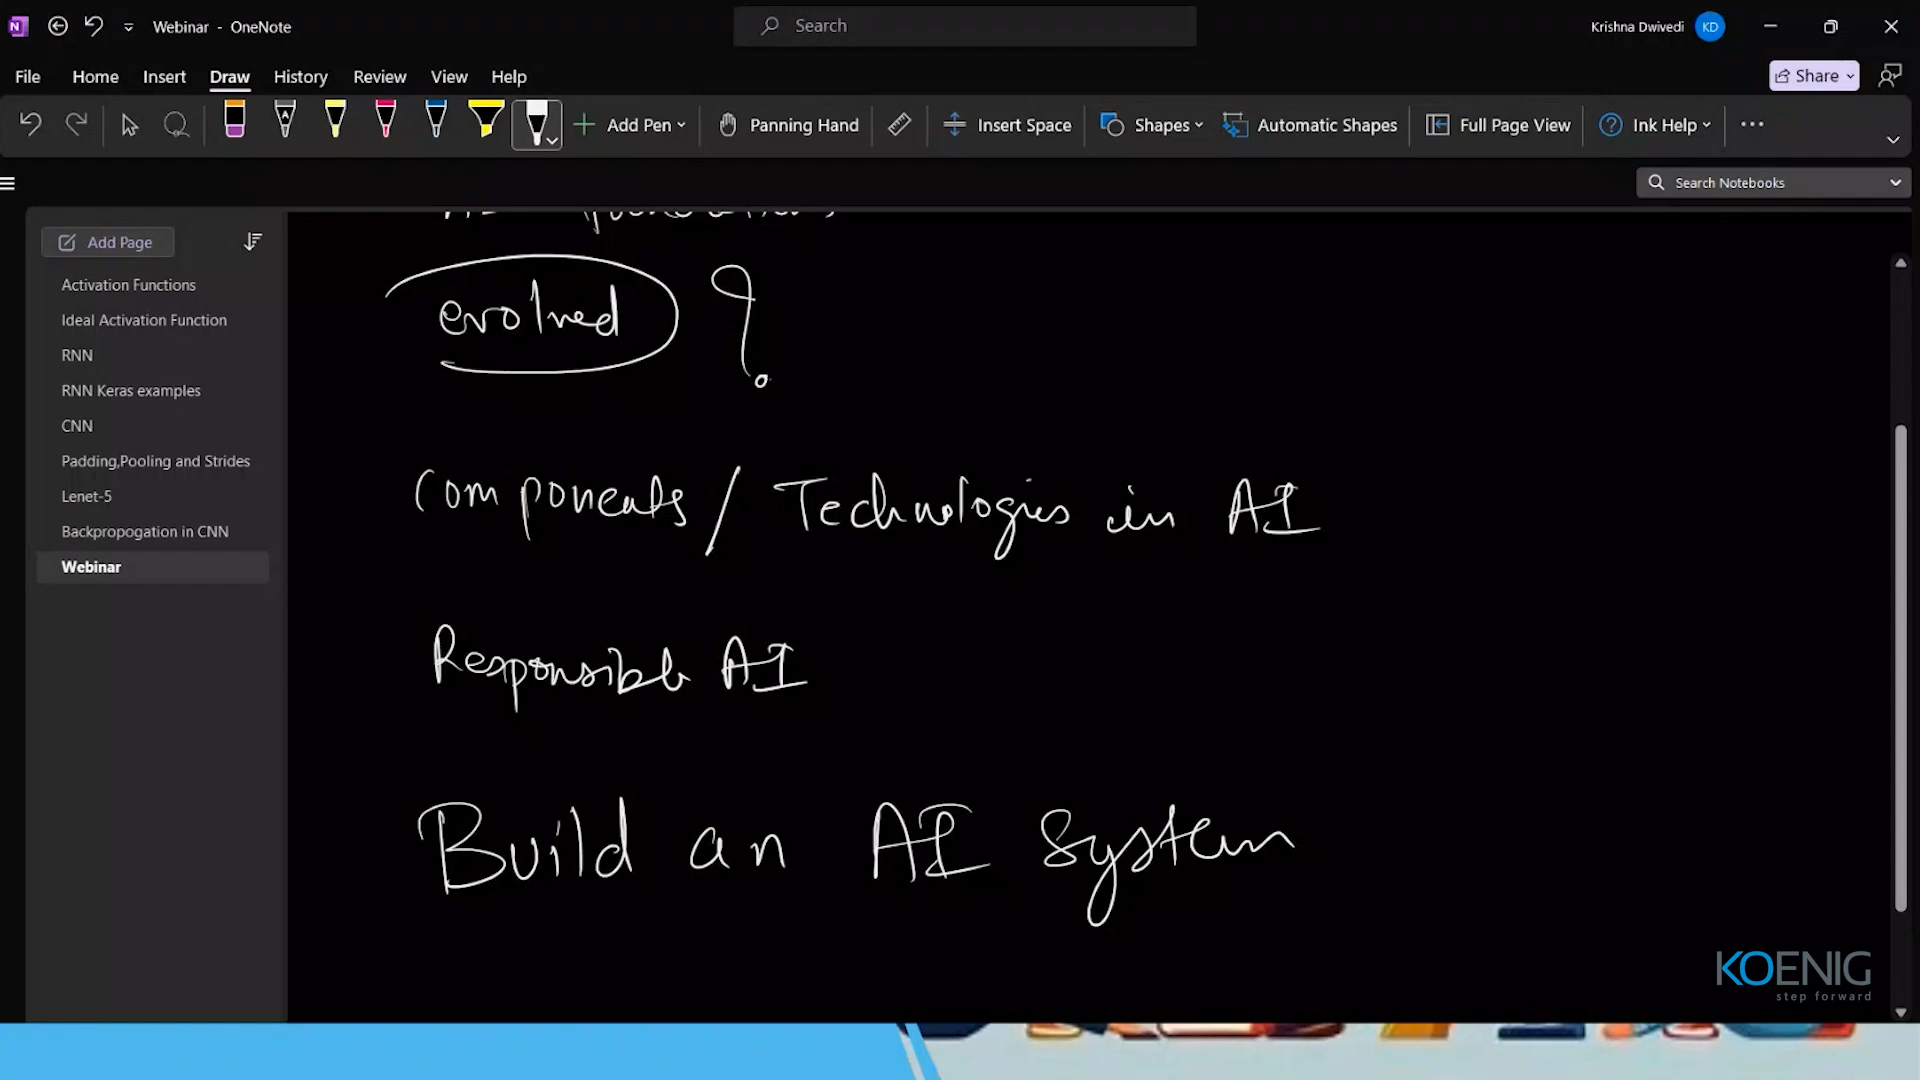 Webinar - OneNote
Search
Krishna Dwivedi
KD
File Home Insert Draw History Review View Help
Share
Add Pen
Panning Hand
Insert Space
Shapes
Automatic Shapes
Full Page View
Ink Help
Search Notebooks
Add Page
Activation Functions
Ideal Activation Function
RNN
RNN Keras examples
CNN
Padding,Pooling and Strides
Lenet-5
Backpropogation in CNN
Webinar
evolved ?
Components / Technologies in AI
Responsible AI
Build an AI System
KOENIG
step forward